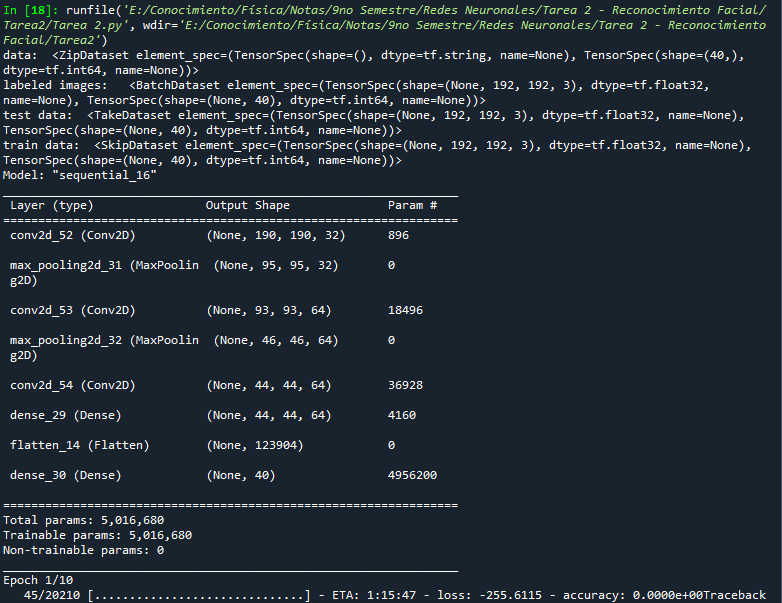 In [18]: runfile('E:/Conocimiento/Física/Notas/9no Semestre/Redes Neuronales/Tarea 2 - Reconocimiento Facial/
Tarea2/Tarea 2.py', wdir='E:/Conocimiento/Física/Notas/9no Semestre/Redes Neuronales/Tarea 2 - Reconocimiento
Facial/Tarea2')
data:  <ZipDataset element_spec=(TensorSpec(shape=(), dtype=tf.string, name=None), TensorSpec(shape=(40,),
dtype=tf.int64, name=None))>
labeled images:   <BatchDataset element_spec=(TensorSpec(shape=(None, 192, 192, 3), dtype=tf.float32,
name=None), TensorSpec(shape=(None, 40), dtype=tf.int64, name=None))>
test data:  <TakeDataset element_spec=(TensorSpec(shape=(None, 192, 192, 3), dtype=tf.float32, name=None),
TensorSpec(shape=(None, 40), dtype=tf.int64, name=None))>
train data:  <SkipDataset element_spec=(TensorSpec(shape=(None, 192, 192, 3), dtype=tf.float32, name=None),
TensorSpec(shape=(None, 40), dtype=tf.int64, name=None))>
Model: "sequential_16"
_________________________________________________________________
Layer (type)                Output Shape              Param #
=================================================================
conv2d_52 (Conv2D)          (None, 190, 190, 32)      896
max_pooling2d_31 (MaxPoolin  (None, 95, 95, 32)       0
g2D)
conv2d_53 (Conv2D)          (None, 93, 93, 64)        18496
max_pooling2d_32 (MaxPoolin  (None, 46, 46, 64)       0
g2D)
conv2d_54 (Conv2D)          (None, 44, 44, 64)        36928
dense_29 (Dense)            (None, 44, 44, 64)        4160
flatten_14 (Flatten)        (None, 123904)            0
dense_30 (Dense)            (None, 40)                4956200
=================================================================
Total params: 5,016,680
Trainable params: 5,016,680
Non-trainable params: 0
_________________________________________________________________
Epoch 1/10
45/20210 [..............................] - ETA: 1:15:47 - loss: -255.6115 - accuracy: 0.0000e+00Traceback